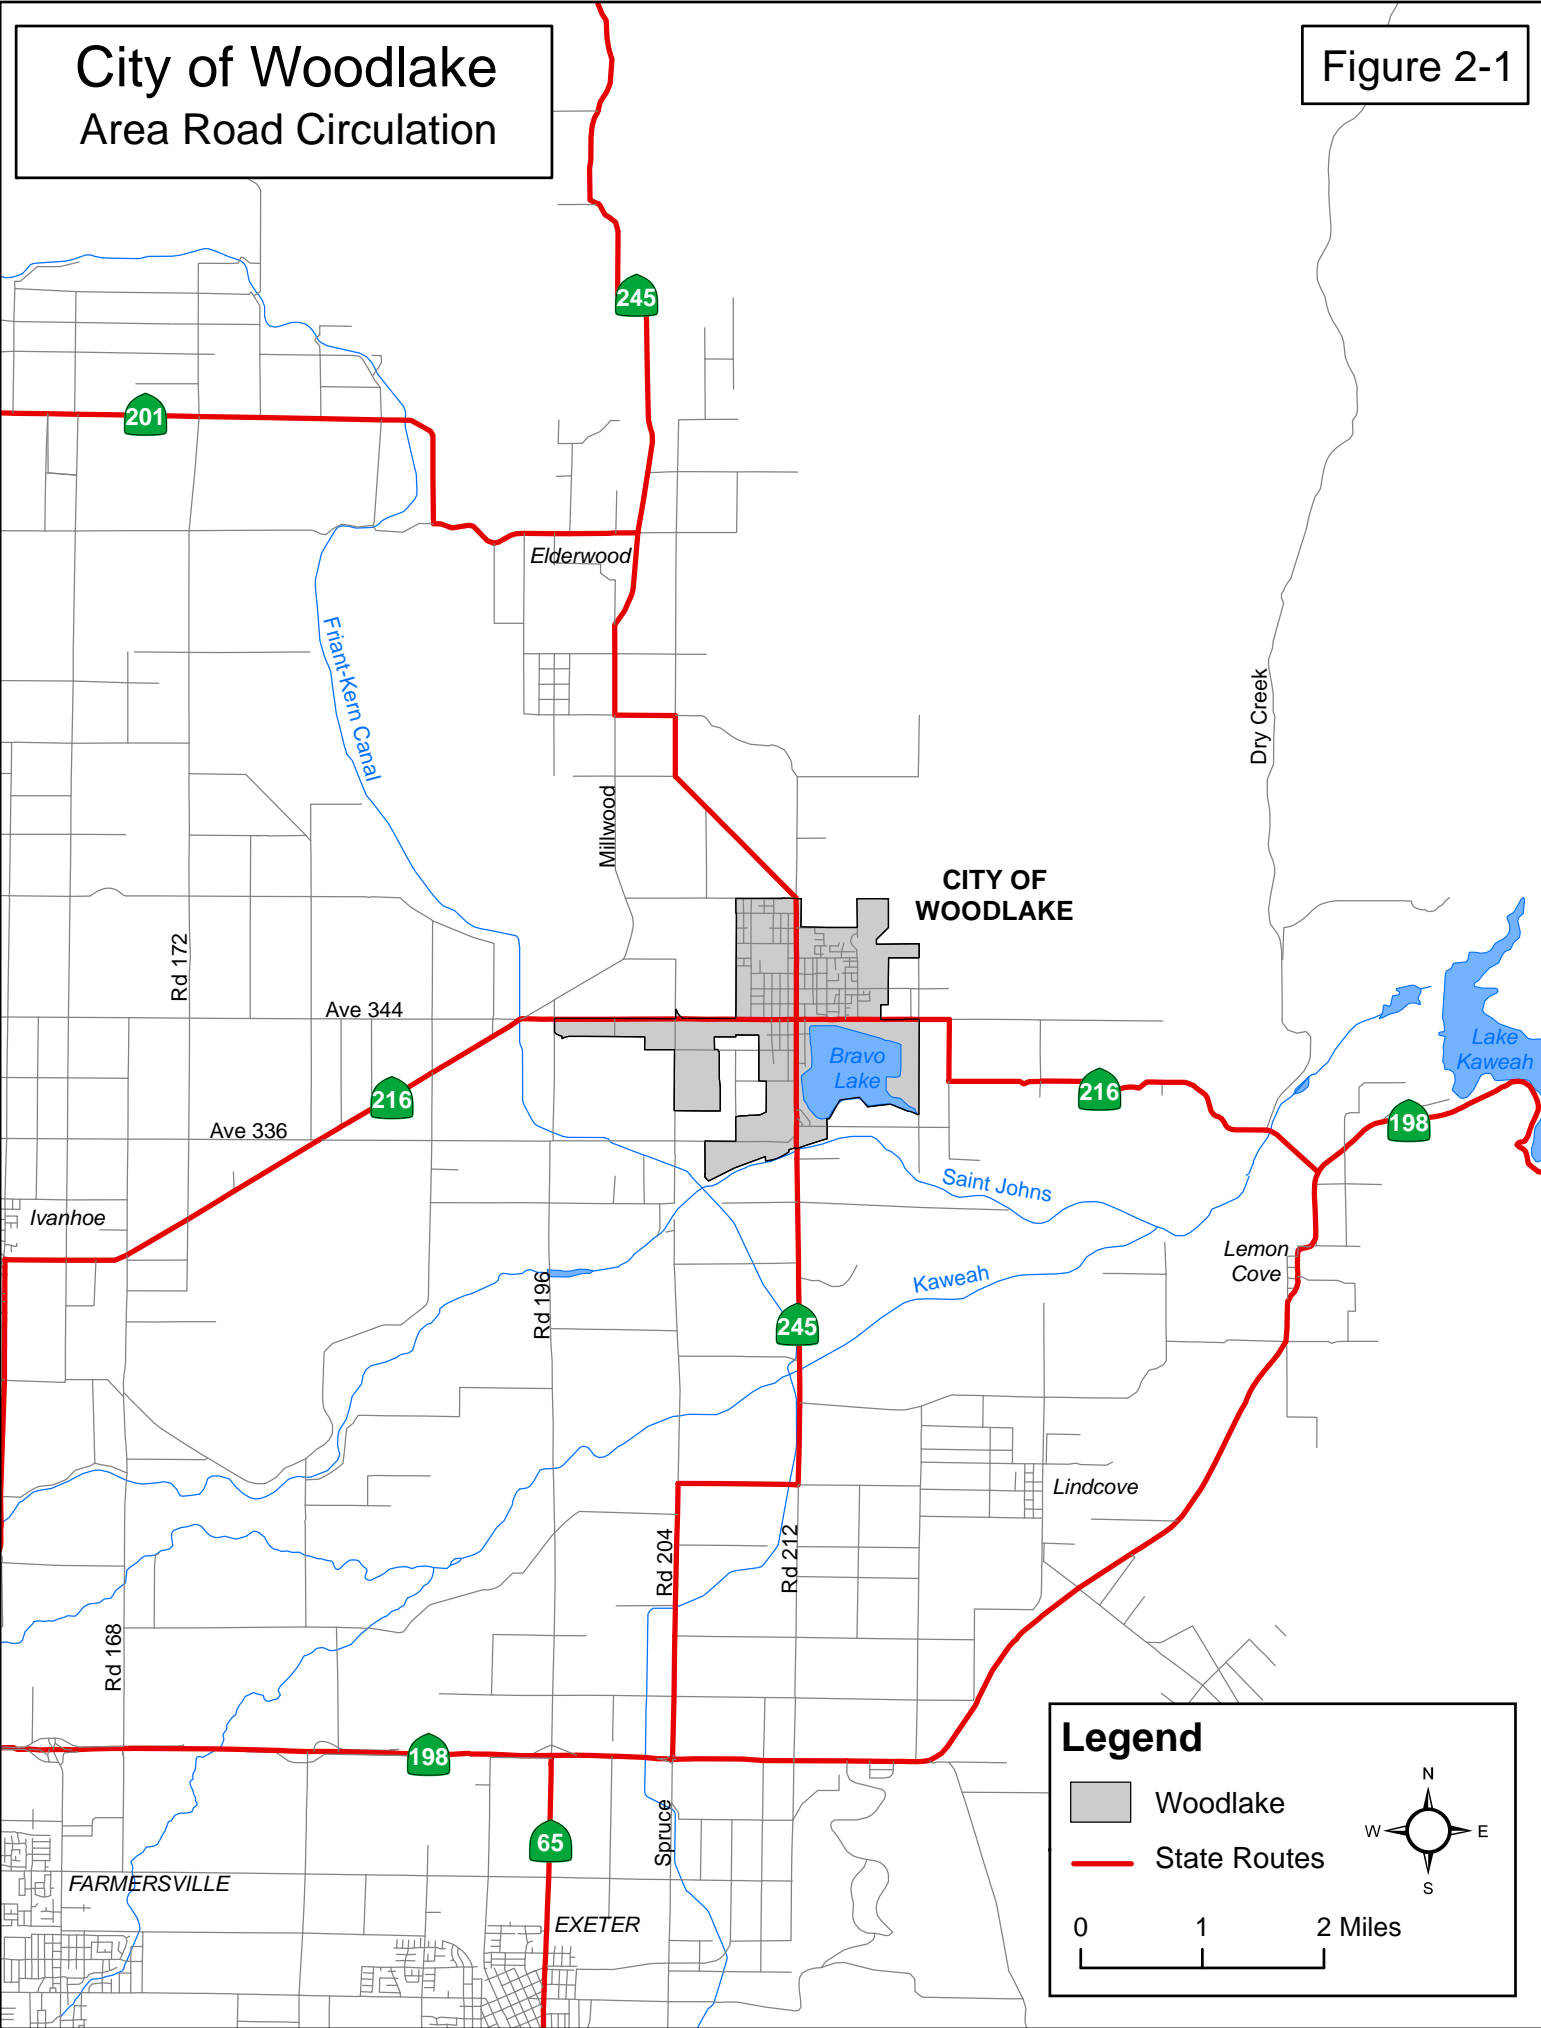 City of Woodlake
Area Road Circulation
Figure 2-1
245
201
Elderwood
Friant-Kern Canal
Dry Creek
Millwood
CITY OF
WOODLAKE
Rd 172
Ave 344
Bravo
Lake
Lake
Kaweah
216
216
198
Ave 336
Saint Johns
Ivanhoe
Lemon
Cove
Kaweah
Rd 196
245
Lindcove
Rd 204
Rd 212
Rd 168
198
65
Spruce
FARMERSVILLE
EXETER
Legend
Woodlake
State Routes
N
W
E
S
0 1 2 Miles